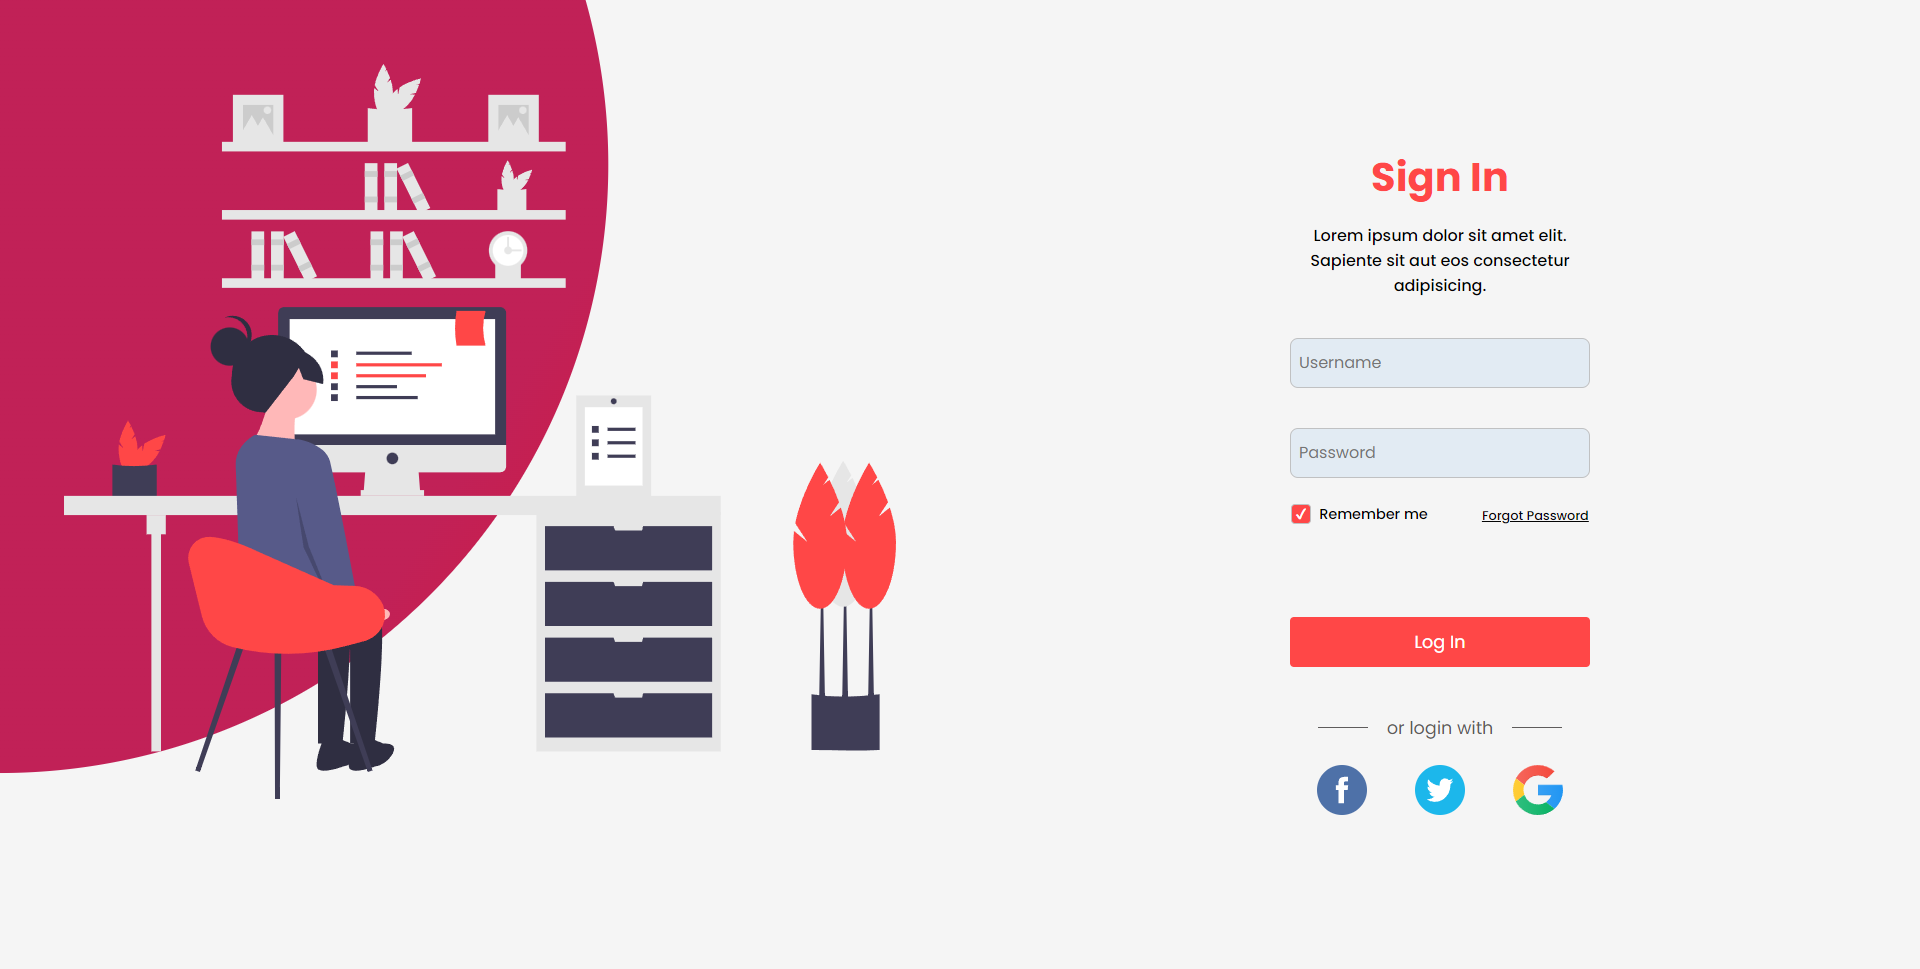 Sign In
Lorem ipsum dolor sit amet elit.
Sapiente sit aut eos consectetur
adipisicing.
Username
Password
Remember me
Forgot Password
Log In
or login with